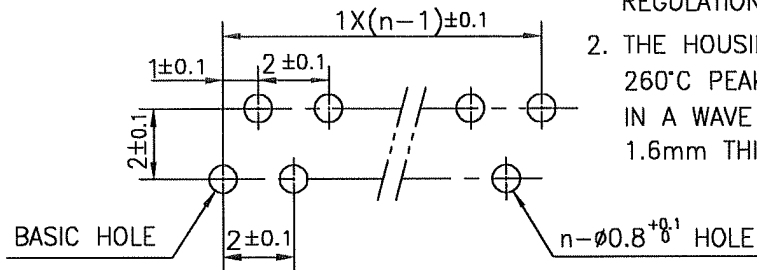 REGULATION
1X(n-1)±0.1
2. THE HOUSIN
1±0.1
2 ±0.1
260°C PEAK
IN A WAVE
2±0.1
1.6mm THI
BASIC HOLE
2±0.1
n-ø0.8 +0.1 0 HOLE